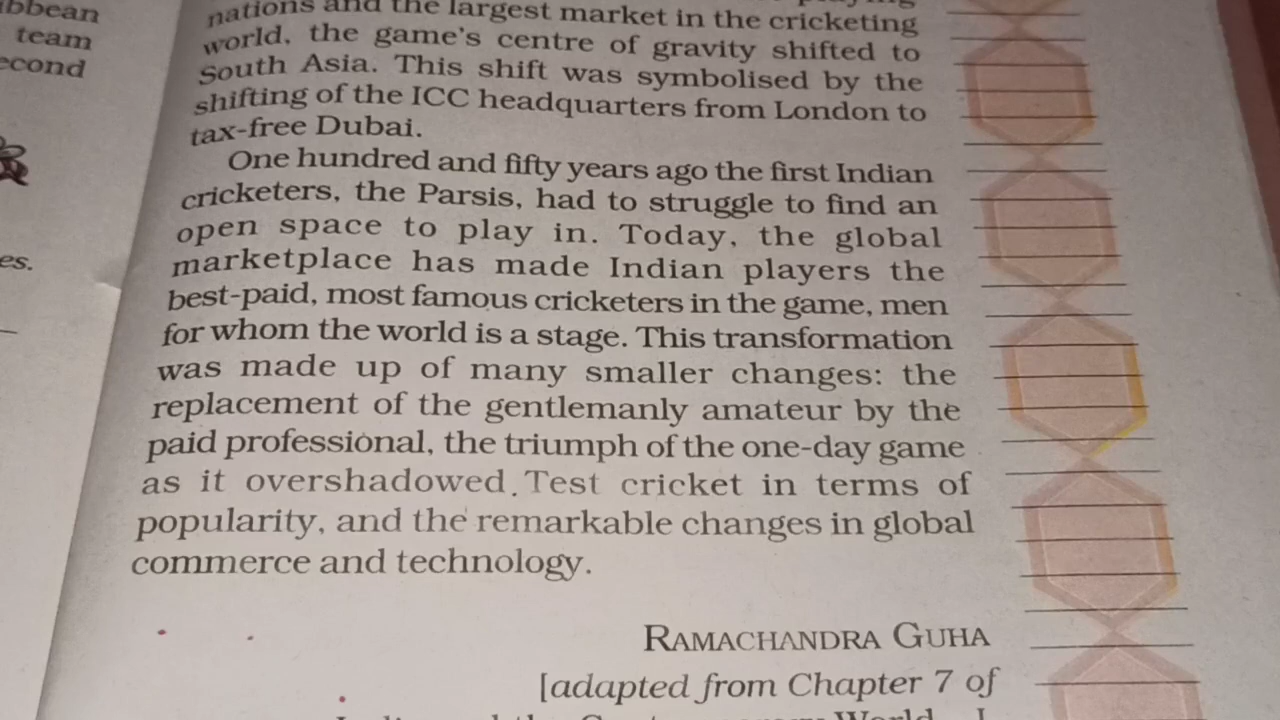 ibbean
team
econd
es.
nations and the largest market in the cricketing
world, the game's centre of gravity shifted to
South Asia. This shift was symbolised by the
shifting of the ICC headquarters from London to
tax-free Dubai.
One hundred and fifty years ago the first Indian
cricketers, the Parsis, had to struggle to find an
open space to play in. Today, the global
marketplace has made Indian players the
best-paid, most famous cricketers in the game, men
for whom the world is a stage. This transformation
was made up of many smaller changes: the
replacement of the gentlemanly amateur by the
paid professional, the triumph of the one-day game
as it overshadowed Test cricket in terms of
popularity, and the remarkable changes in global
commerce and technology.
RAMACHANDRA GUHA
[adapted from Chapter 7 of